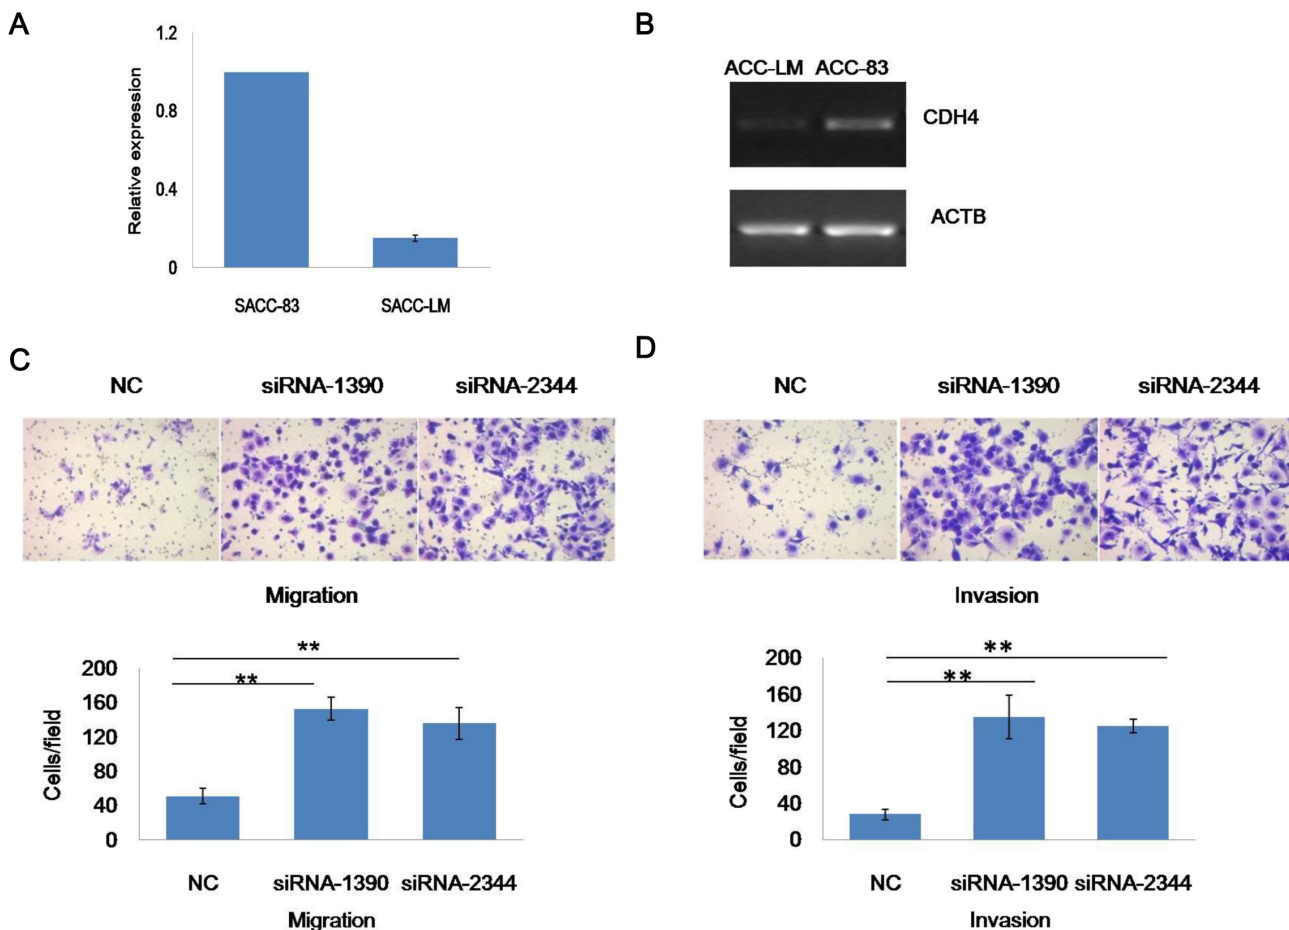 A
1.2
0.8
0.4
0
Relative expression
SACC-83 SACC-LM
B
ACC-LM ACC-83
CDH4
ACTB
C
NC siRNA-1390 siRNA-2344
Migration
**
**
200
160
120
80
40
0
Cells/field
NC siRNA-1390 siRNA-2344
Migration
D
NC siRNA-1390 siRNA-2344
Invasion
**
**
200
160
120
80
40
0
Cells/field
NC siRNA-1390 siRNA-2344
Invasion